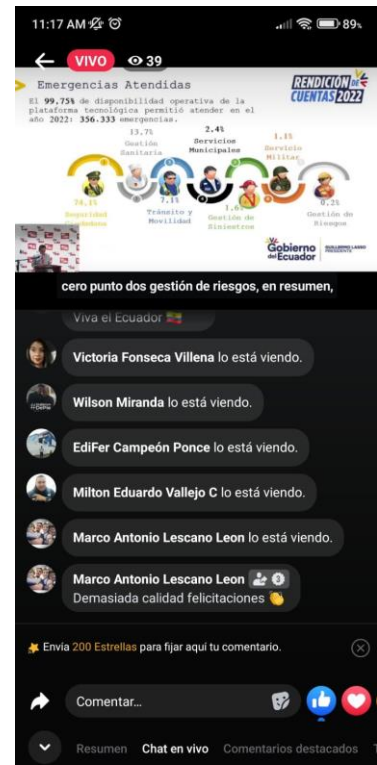 11:17 AM
89%
VIVO
39
Emergencias Atendidas
RENDICIÓN DE
CUENTAS 2022
El 99,75% de disponibilidad operativa de la
plataforma tecnológica permitió atender en el
año 2022: 356.333 emergencias.
13,7%
Gestión
Sanitaria
2,4%
Servicios
Municipales
1,1%
Servicio
Militar
74,1%
Seguridad
Ciudadana
7,1%
Tránsito y
Movilidad
1,6%
Gestión de
Siniestros
0,2%
Gestión de
Riesgos
Gobierno
del Ecuador
GUILLERMO LASSO
PRESIDENTE
cero punto dos gestión de riesgos, en resumen,
Viva el Ecuador
Victoria Fonseca Villena lo está viendo.
Wilson Miranda lo está viendo.
EdiFer Campeón Ponce lo está viendo.
Milton Eduardo Vallejo C lo está viendo.
Marco Antonio Lescano Leon lo está viendo.
Marco Antonio Lescano Leon
Demasiada calidad felicitaciones 👏
Envía 200 Estrellas para fijar aquí tu comentario.
Comentar...
Resumen Chat en vivo Comentarios destacados